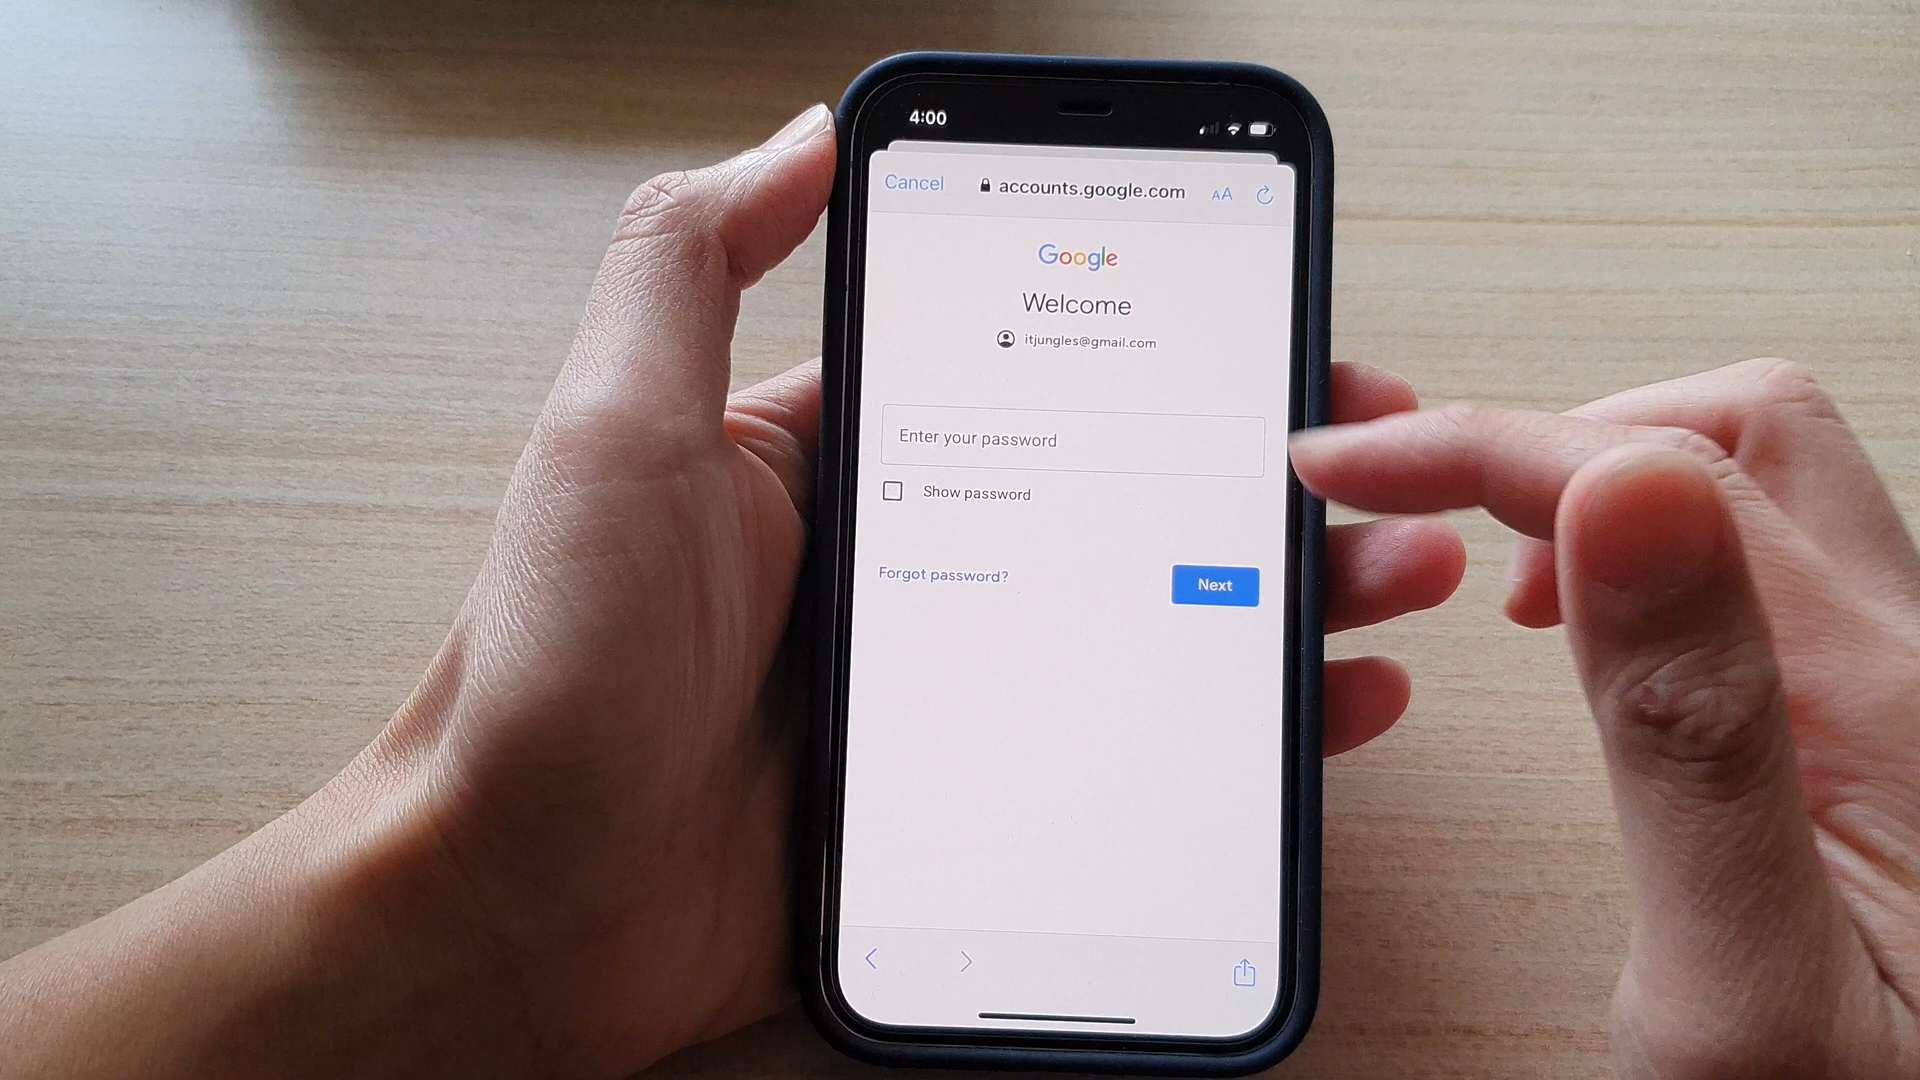 4:00
Cancel accounts.google.com AA
Google
Welcome
itjungles@gmail.com
Enter your password
Show password
Forgot password? Next